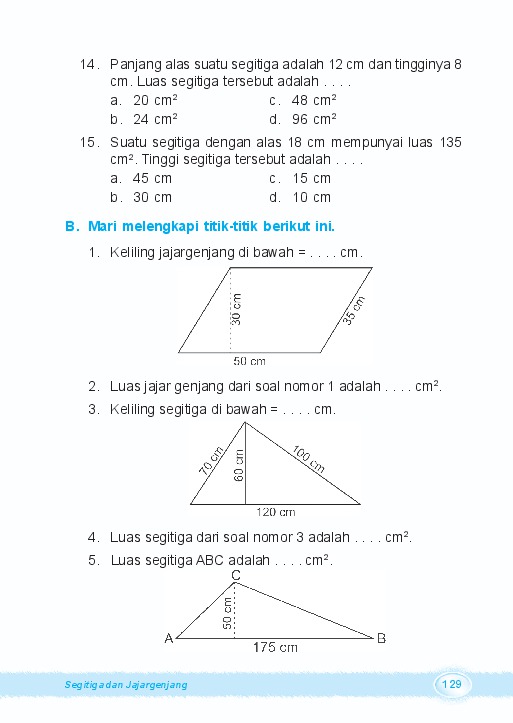 14. Panjang alas suatu segitiga adalah 12 cm dan tingginya 8
cm. Luas segitiga tersebut adalah . . . .
a. 20 cm² c. 48 cm²
b. 24 cm² d. 96 cm²
15. Suatu segitiga dengan alas 18 cm mempunyai luas 135
cm². Tinggi segitiga tersebut adalah . . . .
a. 45 cm c. 15 cm
b. 30 cm d. 10 cm
B. Mari melengkapi titik-titik berikut ini.
1. Keliling jajargenjang di bawah = . . . . cm.
30 cm
35 cm
50 cm
2. Luas jajar genjang dari soal nomor 1 adalah . . . . cm².
3. Keliling segitiga di bawah = . . . . cm.
70 cm
60 cm
100 cm
120 cm
4. Luas segitiga dari soal nomor 3 adalah . . . . cm².
5. Luas segitiga ABC adalah . . . . cm².
C
50 cm
A
B
175 cm
Segitiga dan Jajargenjang
129